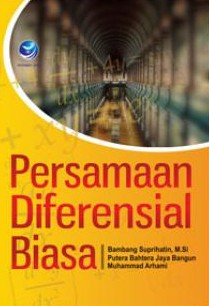 Persamaan
Diferensial
Biasa
Bambang Suprihatin, M.Si
Putera Bahtera Jaya Bangun
Muhammad Arhami